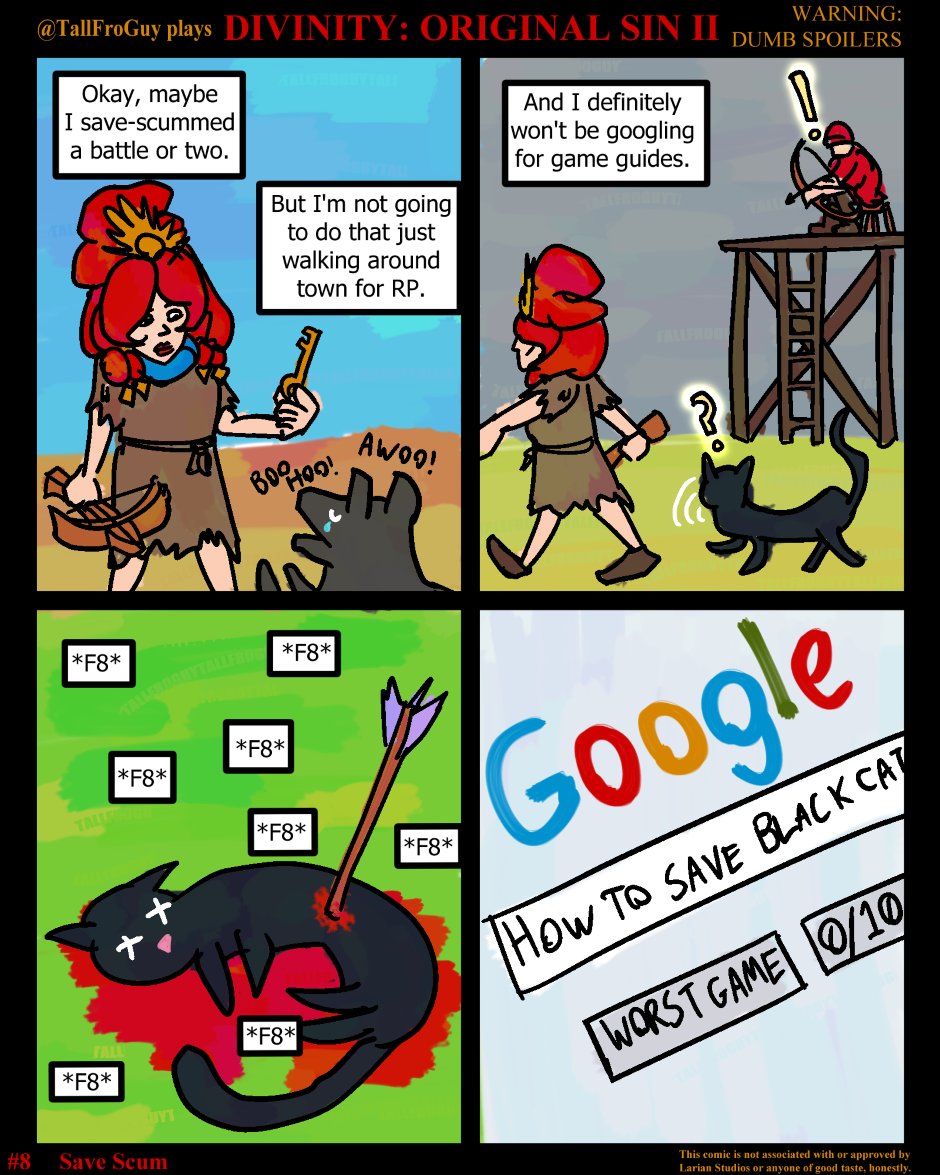 @TallFroGuy plays DIVINITY: ORIGINAL SIN II
WARNING:
DUMB SPOILERS
Okay, maybe
I save-scummed
a battle or two.
But I'm not going
to do that just
walking around
town for RP.
BOO
HOO!
AWOO!
And I definitely
won't be googling
for game guides.
!
?
*F8*
*F8*
*F8*
*F8*
*F8*
*F8*
*F8*
*F8*
Google
HOW TO SAVE BLACK CAT
WORST GAME
0/10
#8 Save Scum
This comic is not associated with or approved by
Larian Studios or anyone of good taste, honestly.